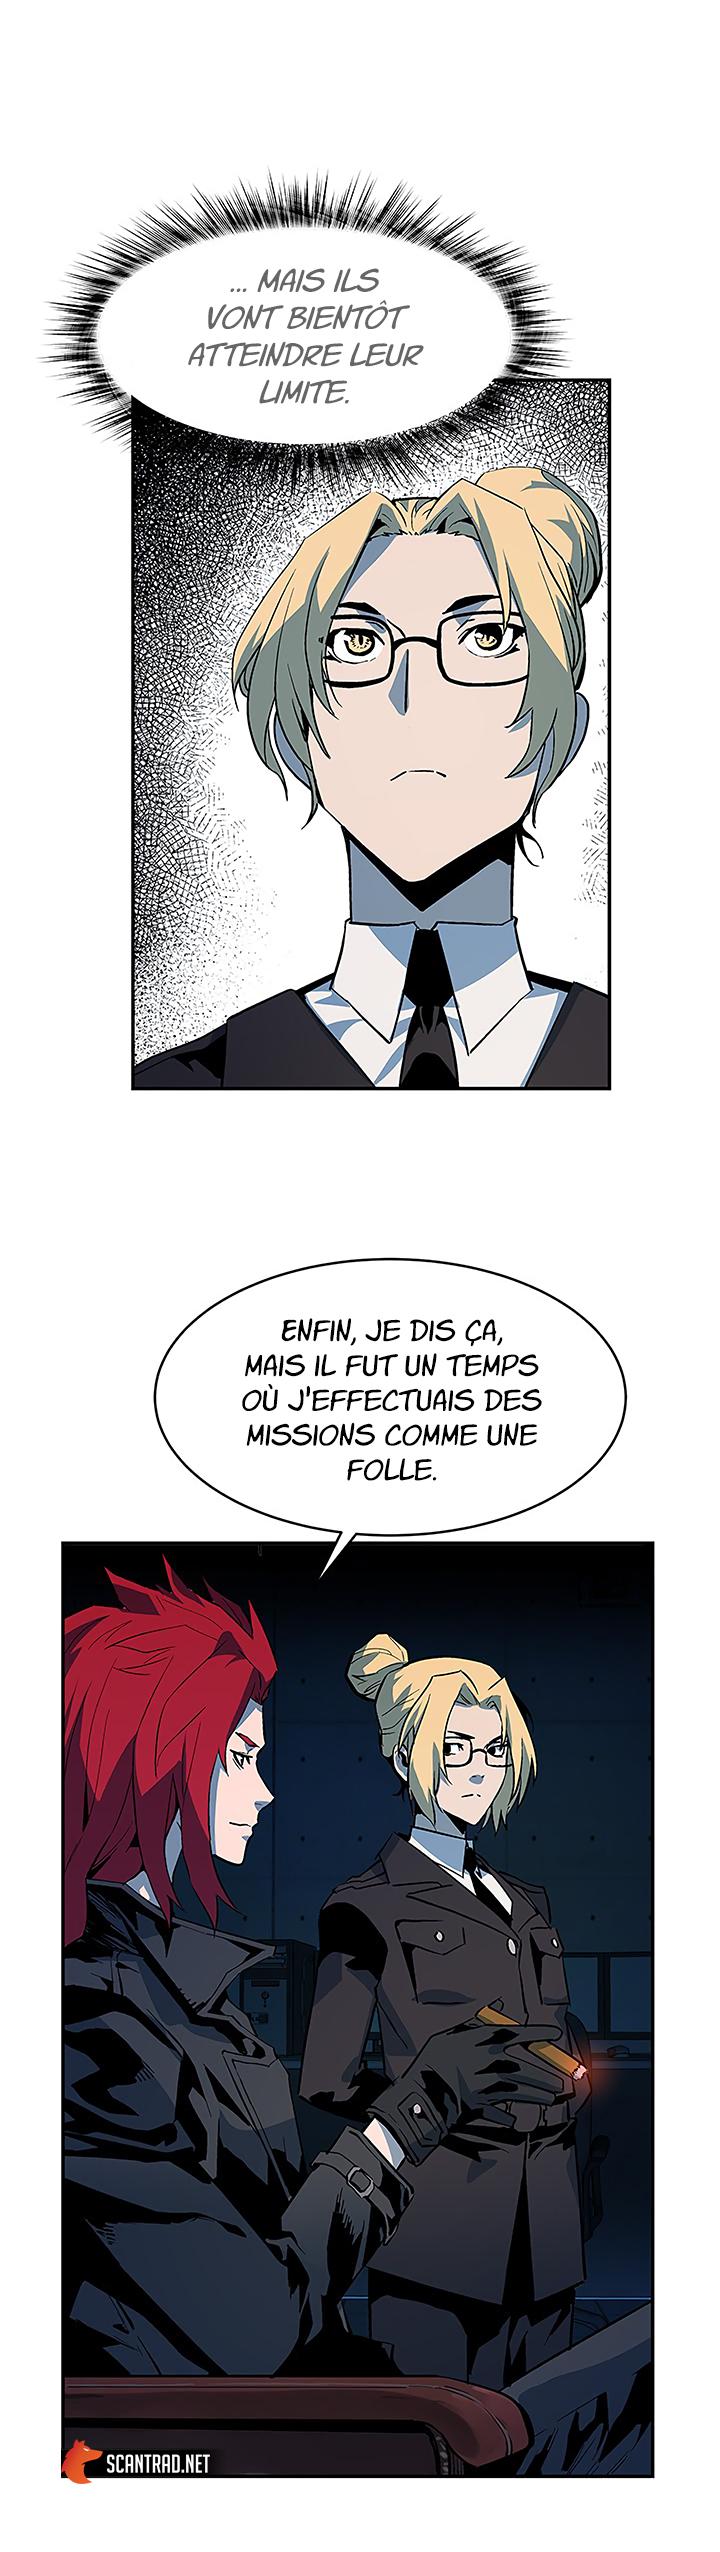 ... MAIS ILS
VONT BIENTÔT
ATTEINDRE LEUR
LIMITE.
ENFIN, JE DIS ÇA,
MAIS IL FUT UN TEMPS
OÙ J'EFFECTUAIS DES
MISSIONS COMME UNE
FOLLE.
SCANTRAD.NET